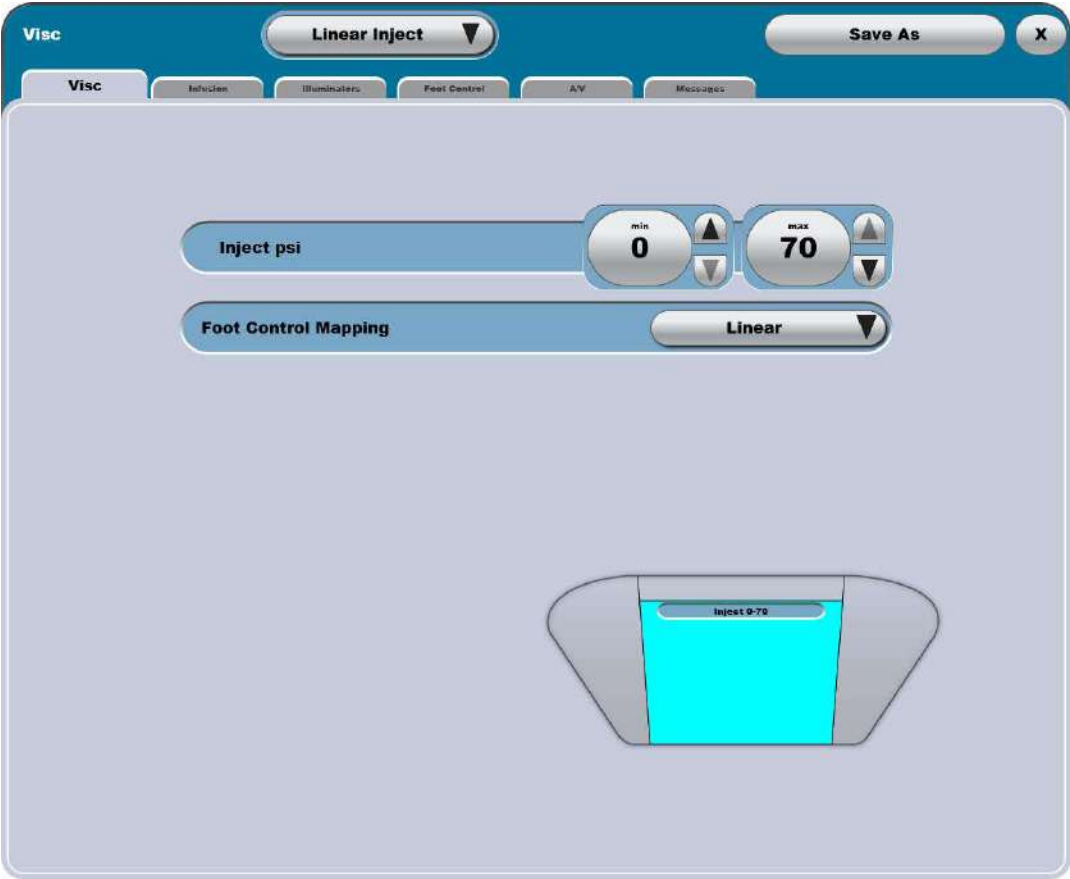 Visc
Linear Inject
Save As
X
Visc
Infusion
Illuminators
Foot Control
A/V
Messages
Inject psi
min
0
max
70
Foot Control Mapping
Linear
Inject 0-70